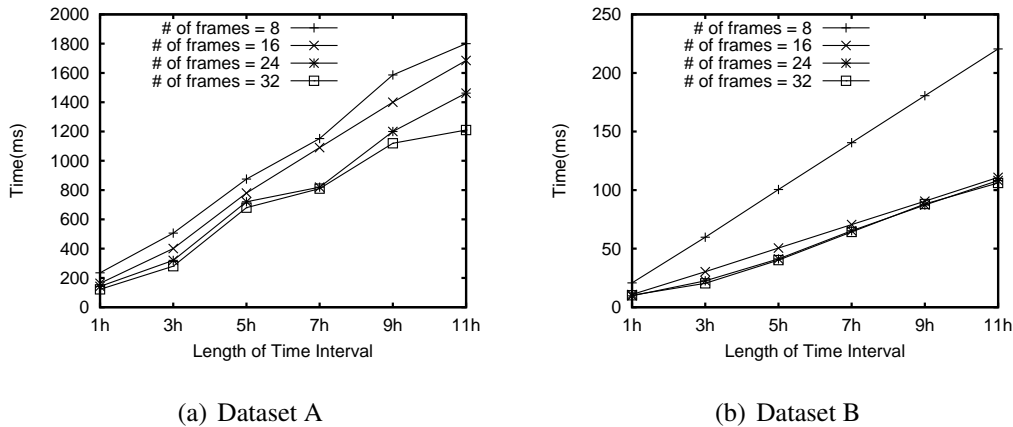 # of frames = 8
# of frames = 16
# of frames = 24
# of frames = 32
Time(ms)
1800
1600
1400
1200
1000
800
600
400
200
0
1h 3h 5h 7h 9h 11h
Length of Time Interval
(a) Dataset A
# of frames = 8
# of frames = 16
# of frames = 24
# of frames = 32
Time(ms)
250
200
150
100
50
0
1h 3h 5h 7h 9h 11h
Length of Time Interval
(b) Dataset B
2000